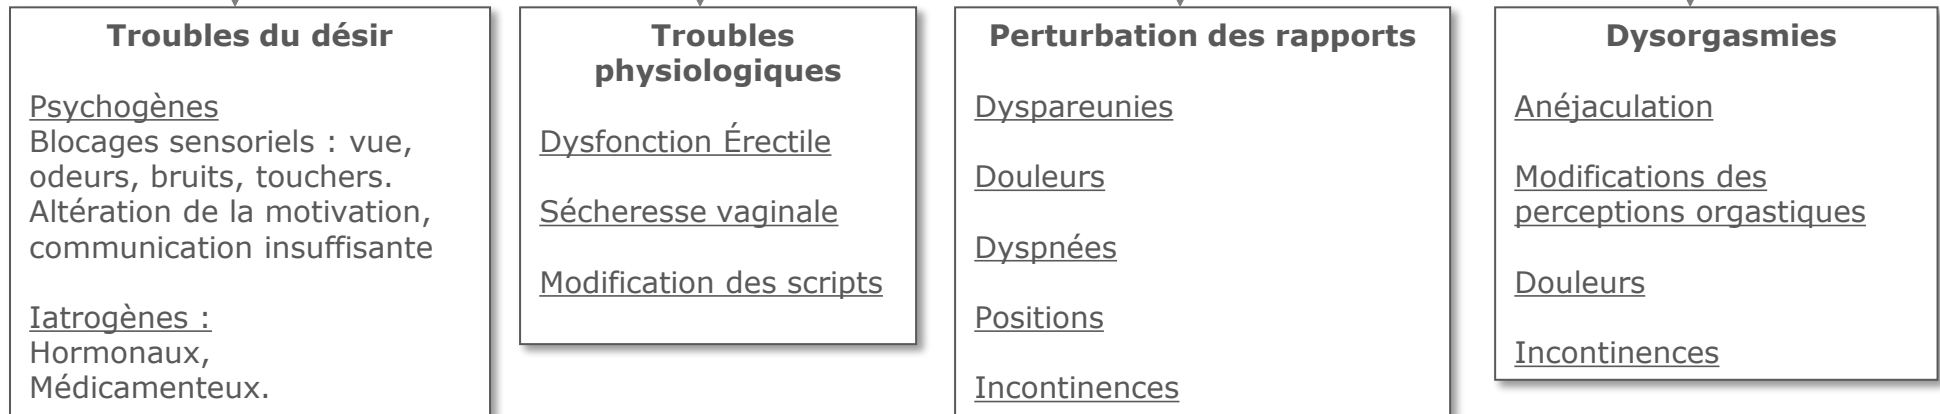 Troubles du désir
Psychogènes
Blocages sensoriels : vue,
odeurs, bruits, touchers.
Altération de la motivation,
communication insuffisante
Iatrogènes :
Hormonaux,
Médicamenteux.
Troubles
physiologiques
Dysfonction Érectile
Sécheresse vaginale
Modification des scripts
Perturbation des rapports
Dyspareunies
Douleurs
Dyspnées
Positions
Incontinences
Dysorgasmies
Anéjaculation
Modifications des
perceptions orgastiques
Douleurs
Incontinences